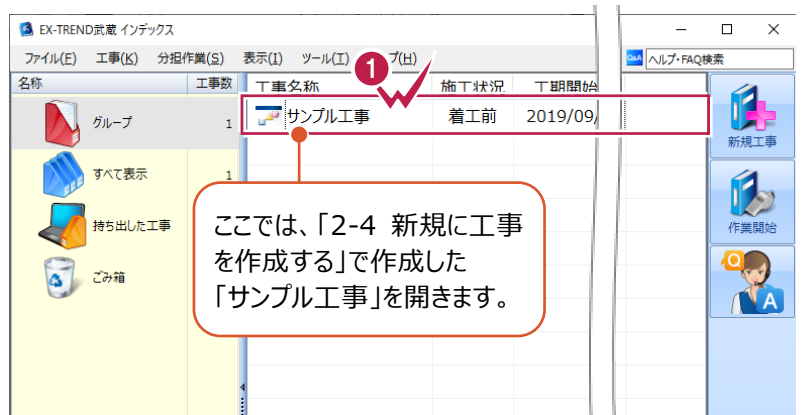 EX-TREND武蔵 インデックス
ファイル(F) 工事(K) 分担作業(S) 表示(I) ツール(T) プ(H) Q&A ヘルプ・FAQ検索
名称 工事数 工事名称 施工状況 工期開始
1
グループ 1 サンプル工事 着工前 2019/09/
新規工事
すべて表示 1
持ち出した工事
作業開始
ごみ箱
Q
A
ここでは、「2-4 新規に工事
を作成する」で作成した
「サンプル工事」を開きます。